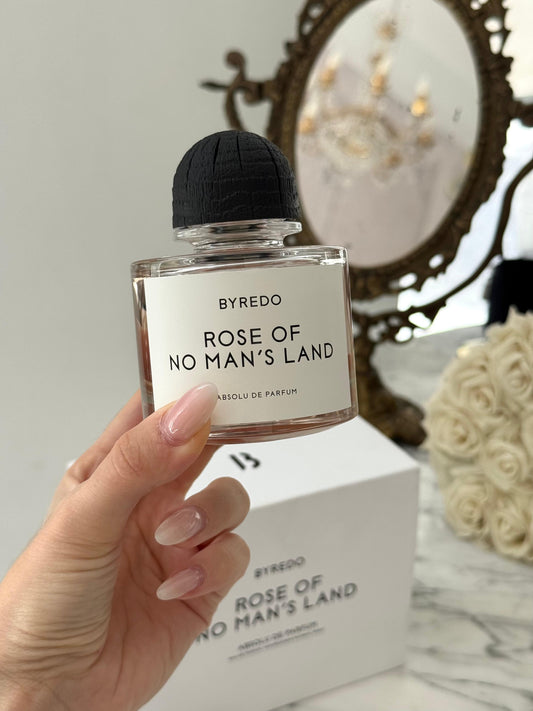 BYREDO
ROSE OF
NO MAN'S LAND
ABSOLU DE PARFUM
B
BYREDO
ROSE OF
NO MAN'S LAND
ABSOLU DE PARFUM